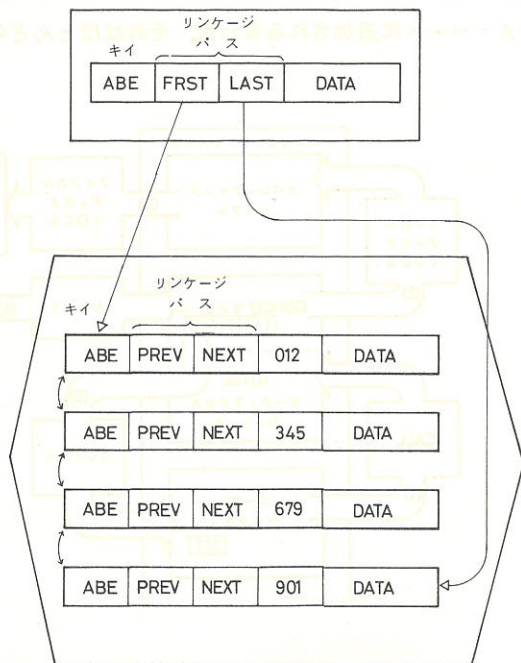 リンケージ
パス
キイ
ABE FRST LAST DATA
リンケージ
パス
キイ
ABE PREV NEXT 012 DATA
ABE PREV NEXT 345 DATA
ABE PREV NEXT 679 DATA
ABE PREV NEXT 901 DATA